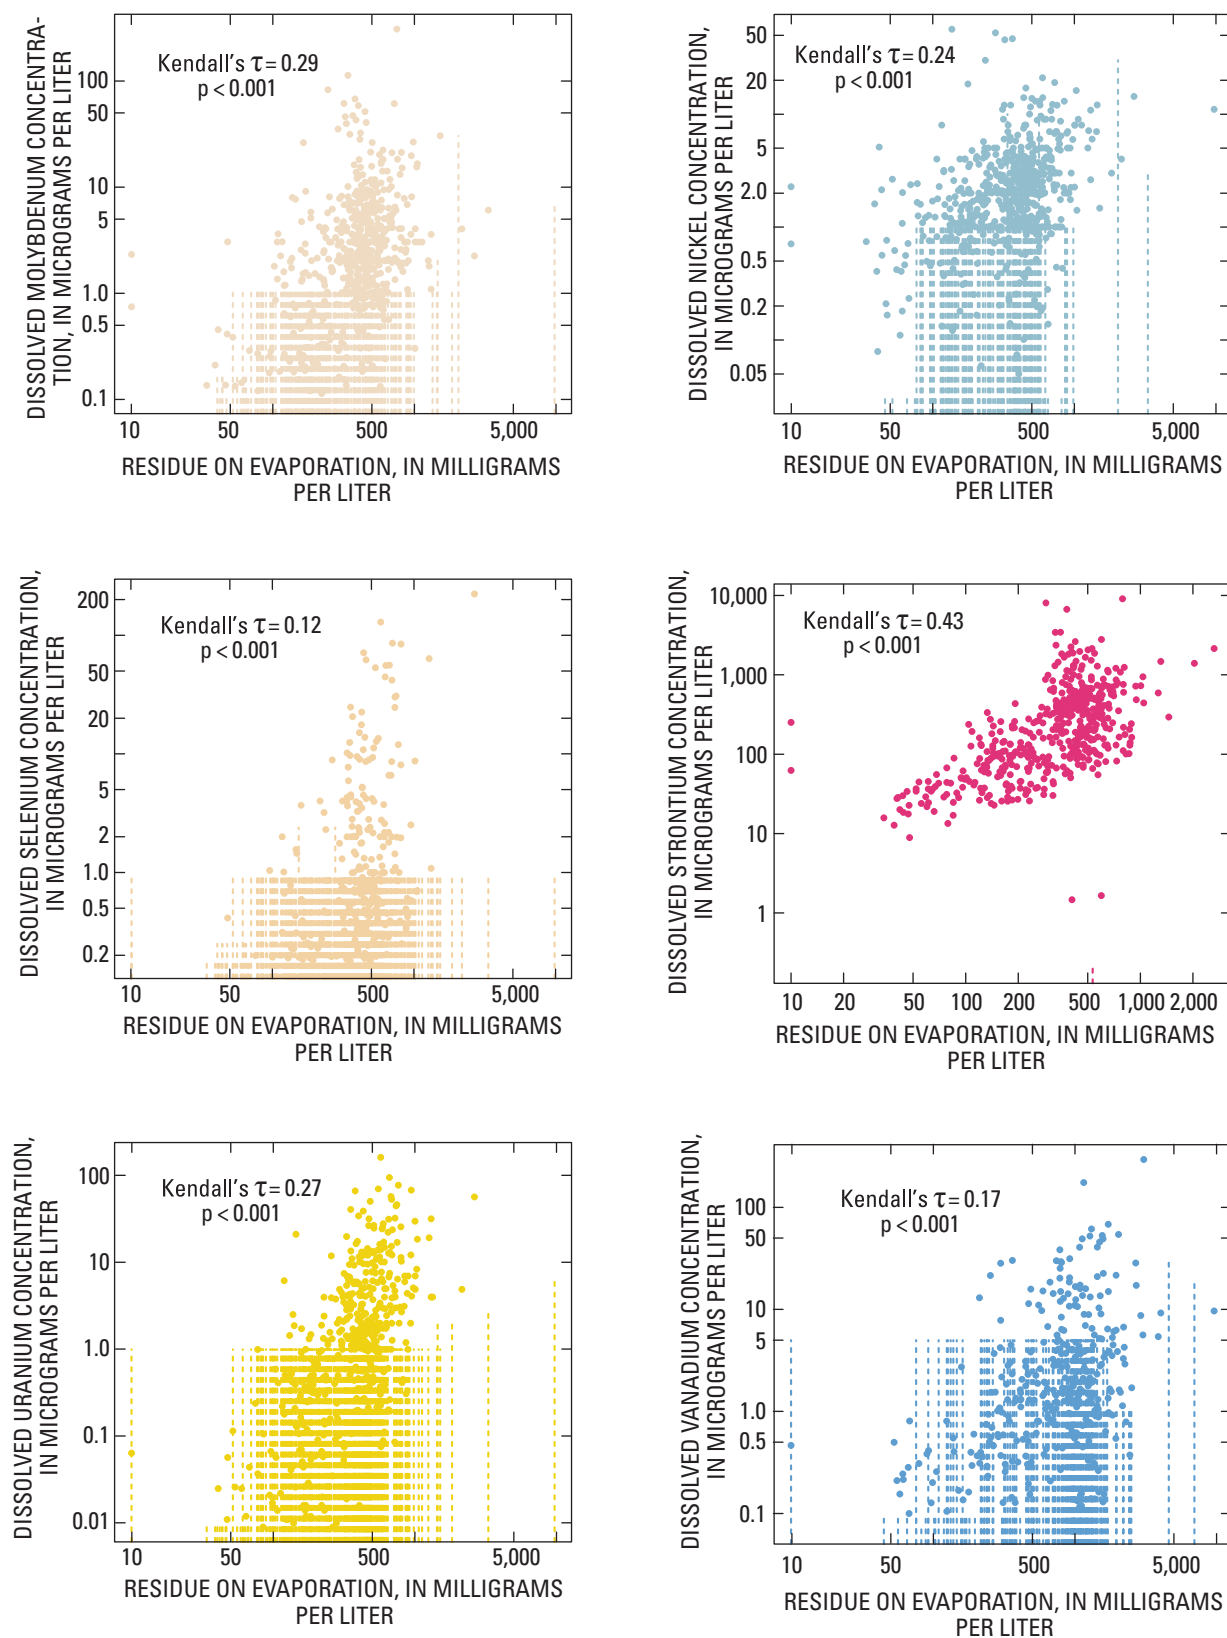 DISSOLVED MOLYBDENUM CONCENTRA-
TION, IN MICROGRAMS PER LITER
Kendall's τ = 0.29
p < 0.001
100
50
10
5
1.0
0.5
0.1
10 50 500 5,000
RESIDUE ON EVAPORATION, IN MILLIGRAMS
PER LITER
DISSOLVED NICKEL CONCENTRATION,
IN MICROGRAMS PER LITER
Kendall's τ = 0.24
p < 0.001
50
20
5
2.0
0.5
0.2
0.05
10 50 500 5,000
RESIDUE ON EVAPORATION, IN MILLIGRAMS
PER LITER
DISSOLVED SELENIUM CONCENTRATION,
IN MICROGRAMS PER LITER
Kendall's τ = 0.12
p < 0.001
200
50
20
5
2
1.0
0.5
0.2
10 50 500 5,000
RESIDUE ON EVAPORATION, IN MILLIGRAMS
PER LITER
DISSOLVED STRONTIUM CONCENTRATION,
IN MICROGRAMS PER LITER
Kendall's τ = 0.43
p < 0.001
10,000
1,000
100
10
1
10 20 50 100 200 500 1,000 2,000
RESIDUE ON EVAPORATION, IN MILLIGRAMS
PER LITER
DISSOLVED URANIUM CONCENTRATION,
IN MICROGRAMS PER LITER
Kendall's τ = 0.27
p < 0.001
100
10
1.0
0.1
0.01
10 50 500 5,000
RESIDUE ON EVAPORATION, IN MILLIGRAMS
PER LITER
DISSOLVED VANADIUM CONCENTRATION,
IN MICROGRAMS PER LITER
Kendall's τ = 0.17
p < 0.001
100
50
10
5
1.0
0.5
0.1
10 50 500 5,000
RESIDUE ON EVAPORATION, IN MILLIGRAMS
PER LITER